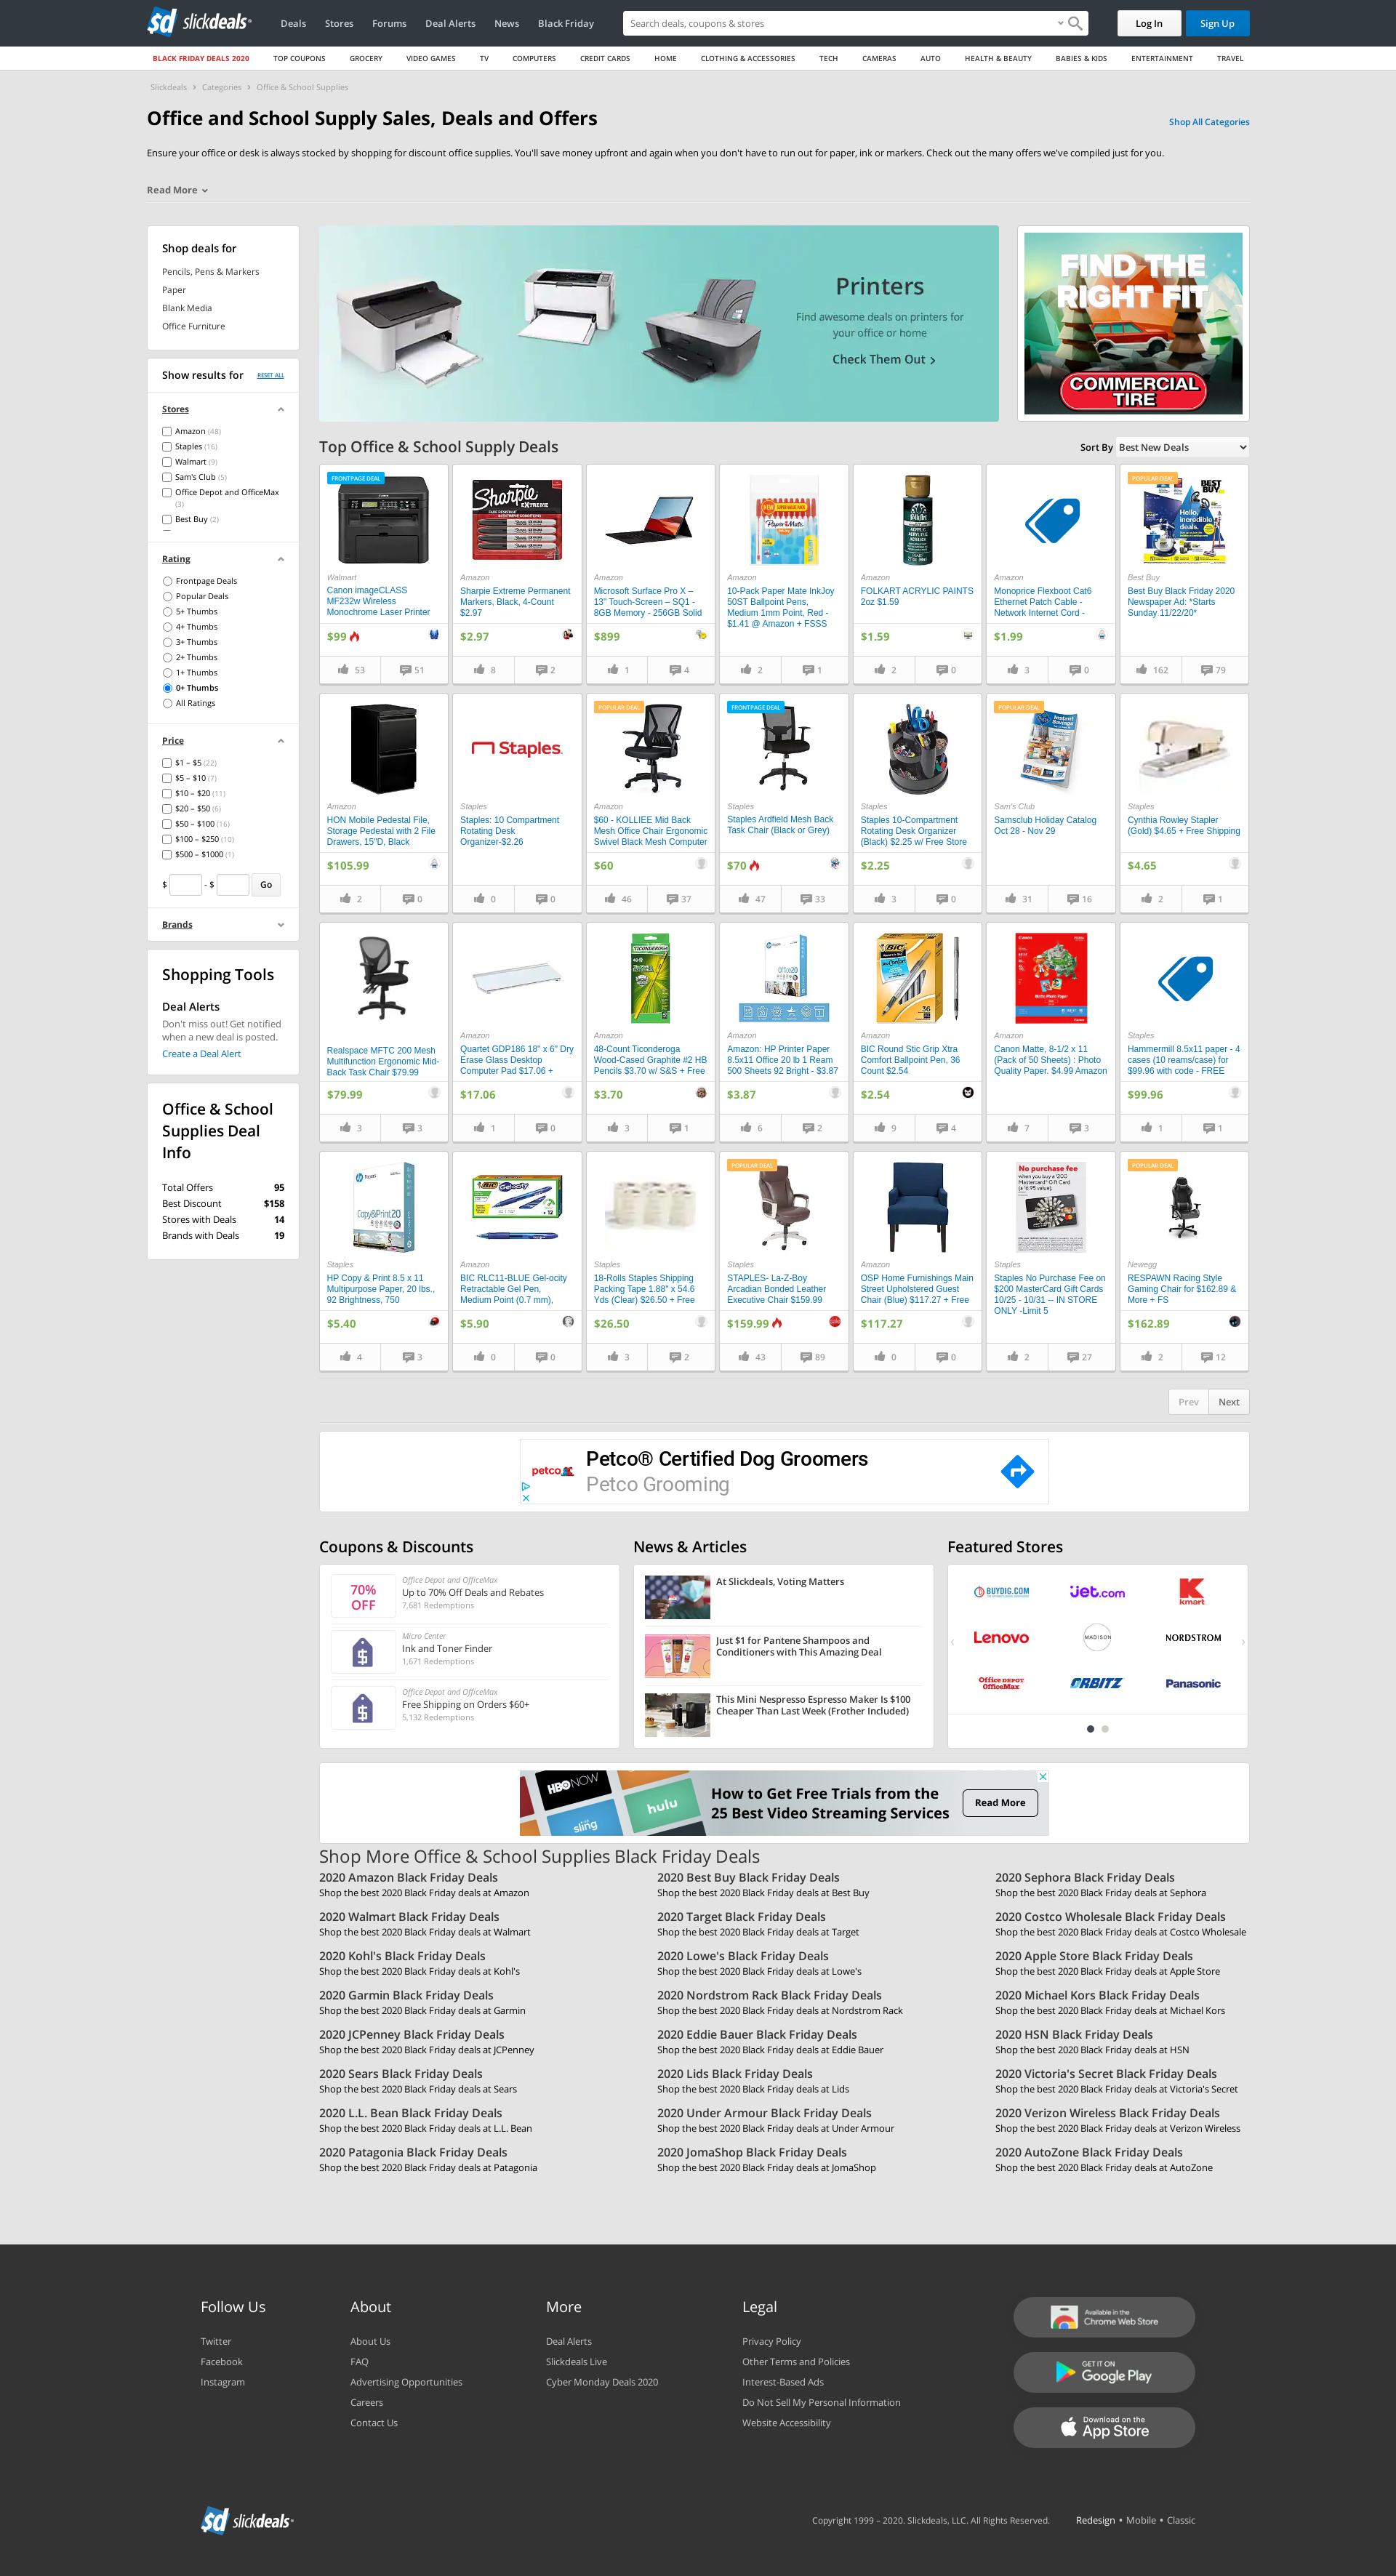 slickdeals
Deals
Stores
Forums
Deal Alerts
News
Black Friday
Search deals, coupons & stores
Log In
Sign Up
BLACK FRIDAY DEALS 2020
TOP COUPONS
GROCERY
VIDEO GAMES
TV
COMPUTERS
CREDIT CARDS
HOME
CLOTHING & ACCESSORIES
TECH
CAMERAS
AUTO
HEALTH & BEAUTY
BABIES & KIDS
ENTERTAINMENT
TRAVEL
Slickdeals › Categories › Office & School Supplies
Office and School Supply Sales, Deals and Offers
Shop All Categories
Ensure your office or desk is always stocked by shopping for discount office supplies. You'll save money upfront and again when you don't have to run out for paper, ink or markers. Check out the many offers we've compiled just for you.
Read More
Shop deals for
Pencils, Pens & Markers
Paper
Blank Media
Office Furniture
Show results for
RESET ALL
Stores
Amazon (48)
Staples (16)
Walmart (9)
Sam's Club (5)
Office Depot and OfficeMax
(3)
Best Buy (2)
Rating
Frontpage Deals
Popular Deals
5+ Thumbs
4+ Thumbs
3+ Thumbs
2+ Thumbs
1+ Thumbs
0+ Thumbs
All Ratings
Price
$1 – $5 (22)
$5 – $10 (7)
$10 – $20 (11)
$20 – $50 (6)
$50 – $100 (16)
$100 – $250 (10)
$500 – $1000 (1)
$ - $ Go
Brands
Shopping Tools
Deal Alerts
Don't miss out! Get notified
when a new deal is posted.
Create a Deal Alert
Office & School
Supplies Deal
Info
Total Offers 95
Best Discount $158
Stores with Deals 14
Brands with Deals 19
Printers
Find awesome deals on printers for
your office or home
Check Them Out
FIND THE
RIGHT FIT
COMMERCIAL
TIRE
Top Office & School Supply Deals
Sort By Best New Deals
FRONTPAGE DEAL
Walmart
Canon imageCLASS
MF232w Wireless
Monochrome Laser Printer
$99
53
51
Sharpie
EXTREME
Amazon
Sharpie Extreme Permanent
Markers, Black, 4-Count
$2.97
$2.97
8
2
Amazon
Microsoft Surface Pro X –
13" Touch-Screen – SQ1 -
8GB Memory - 256GB Solid
$899
1
4
Paper Mate
Amazon
10-Pack Paper Mate InkJoy
50ST Ballpoint Pens,
Medium 1mm Point, Red -
$1.41 @ Amazon + FSSS
2
1
ACRYLIC
Amazon
FOLKART ACRYLIC PAINTS
2oz $1.59
$1.59
2
0
Amazon
Monoprice Flexboot Cat6
Ethernet Patch Cable -
Network Internet Cord -
$1.99
3
0
POPULAR DEAL
BEST
BUY
Hello,
incredible
deals.
Best Buy
Best Buy Black Friday 2020
Newspaper Ad: *Starts
Sunday 11/22/20*
162
79
Amazon
HON Mobile Pedestal File,
Storage Pedestal with 2 File
Drawers, 15"D, Black
$105.99
2
0
Staples.
Staples
Staples: 10 Compartment
Rotating Desk
Organizer-$2.26
0
0
POPULAR DEAL
Amazon
$60 - KOLLIEE Mid Back
Mesh Office Chair Ergonomic
Swivel Black Mesh Computer
$60
46
37
FRONTPAGE DEAL
Staples
Staples Ardfield Mesh Back
Task Chair (Black or Grey)
$70
47
33
Staples
Staples 10-Compartment
Rotating Desk Organizer
(Black) $2.25 w/ Free Store
$2.25
3
0
POPULAR DEAL
Instant
Savings
Sam's Club
Samsclub Holiday Catalog
Oct 28 - Nov 29
31
16
Staples
Cynthia Rowley Stapler
(Gold) $4.65 + Free Shipping
$4.65
2
1
Realspace MFTC 200 Mesh
Multifunction Ergonomic Mid-
Back Task Chair $79.99
$79.99
3
3
Amazon
Quartet GDP186 18" x 6" Dry
Erase Glass Desktop
Computer Pad $17.06 +
$17.06
1
0
TICONDEROGA
Amazon
48-Count Ticonderoga
Wood-Cased Graphite #2 HB
Pencils $3.70 w/ S&S + Free
$3.70
3
1
Office20
Amazon
Amazon: HP Printer Paper
8.5x11 Office 20 lb 1 Ream
500 Sheets 92 Bright - $3.87
$3.87
6
2
BIC
36
Amazon
BIC Round Stic Grip Xtra
Comfort Ballpoint Pen, 36
Count $2.54
$2.54
9
4
Canon
Matte Photo Paper
Amazon
Canon Matte, 8-1/2 x 11
(Pack of 50 Sheets) : Photo
Quality Paper. $4.99 Amazon
7
3
Staples
Hammermill 8.5x11 paper - 4
cases (10 reams/case) for
$99.96 with code - FREE
$99.96
1
1
Copy&Print20
Staples
HP Copy & Print 8.5 x 11
Multipurpose Paper, 20 lbs.,
92 Brightness, 750
$5.40
4
3
BIC Gelocity
Amazon
BIC RLC11-BLUE Gel-ocity
Retractable Gel Pen,
Medium Point (0.7 mm),
$5.90
0
0
Staples
18-Rolls Staples Shipping
Packing Tape 1.88" x 54.6
Yds (Clear) $26.50 + Free
$26.50
3
2
POPULAR DEAL
Staples
STAPLES- La-Z-Boy
Arcadian Bonded Leather
Executive Chair $159.99
$159.99
43
89
Amazon
OSP Home Furnishings Main
Street Upholstered Guest
Chair (Blue) $117.27 + Free
$117.27
0
0
No purchase fee
when you buy a $200
Mastercard® Gift Card
(a $6.95 value).
Staples
Staples No Purchase Fee on
$200 MasterCard Gift Cards
10/25 - 10/31 -- IN STORE
ONLY -Limit 5
2
27
POPULAR DEAL
Newegg
RESPAWN Racing Style
Gaming Chair for $162.89 &
More + FS
$162.89
2
12
Prev
Next
petco
Petco® Certified Dog Groomers
Petco Grooming
Coupons & Discounts
70%
OFF
Office Depot and OfficeMax
Up to 70% Off Deals and Rebates
7,681 Redemptions
Micro Center
Ink and Toner Finder
1,671 Redemptions
Office Depot and OfficeMax
Free Shipping on Orders $60+
5,132 Redemptions
News & Articles
At Slickdeals, Voting Matters
Just $1 for Pantene Shampoos and
Conditioners with This Amazing Deal
This Mini Nespresso Espresso Maker Is $100
Cheaper Than Last Week (Frother Included)
Featured Stores
BUYDIG.COM
jet.com
kmart
Lenovo
MADISON
NORDSTROM
Office DEPOT
OfficeMax
ORBITZ
Panasonic
HBO NOW
hulu
sling
How to Get Free Trials from the
25 Best Video Streaming Services
Read More
Shop More Office & School Supplies Black Friday Deals
2020 Amazon Black Friday Deals
Shop the best 2020 Black Friday deals at Amazon
2020 Best Buy Black Friday Deals
Shop the best 2020 Black Friday deals at Best Buy
2020 Sephora Black Friday Deals
Shop the best 2020 Black Friday deals at Sephora
2020 Walmart Black Friday Deals
Shop the best 2020 Black Friday deals at Walmart
2020 Target Black Friday Deals
Shop the best 2020 Black Friday deals at Target
2020 Costco Wholesale Black Friday Deals
Shop the best 2020 Black Friday deals at Costco Wholesale
2020 Kohl's Black Friday Deals
Shop the best 2020 Black Friday deals at Kohl's
2020 Lowe's Black Friday Deals
Shop the best 2020 Black Friday deals at Lowe's
2020 Apple Store Black Friday Deals
Shop the best 2020 Black Friday deals at Apple Store
2020 Garmin Black Friday Deals
Shop the best 2020 Black Friday deals at Garmin
2020 Nordstrom Rack Black Friday Deals
Shop the best 2020 Black Friday deals at Nordstrom Rack
2020 Michael Kors Black Friday Deals
Shop the best 2020 Black Friday deals at Michael Kors
2020 JCPenney Black Friday Deals
Shop the best 2020 Black Friday deals at JCPenney
2020 Eddie Bauer Black Friday Deals
Shop the best 2020 Black Friday deals at Eddie Bauer
2020 HSN Black Friday Deals
Shop the best 2020 Black Friday deals at HSN
2020 Sears Black Friday Deals
Shop the best 2020 Black Friday deals at Sears
2020 Lids Black Friday Deals
Shop the best 2020 Black Friday deals at Lids
2020 Victoria's Secret Black Friday Deals
Shop the best 2020 Black Friday deals at Victoria's Secret
2020 L.L. Bean Black Friday Deals
Shop the best 2020 Black Friday deals at L.L. Bean
2020 Under Armour Black Friday Deals
Shop the best 2020 Black Friday deals at Under Armour
2020 Verizon Wireless Black Friday Deals
Shop the best 2020 Black Friday deals at Verizon Wireless
2020 Patagonia Black Friday Deals
Shop the best 2020 Black Friday deals at Patagonia
2020 JomaShop Black Friday Deals
Shop the best 2020 Black Friday deals at JomaShop
2020 AutoZone Black Friday Deals
Shop the best 2020 Black Friday deals at AutoZone
Follow Us
Twitter
Facebook
Instagram
About
About Us
FAQ
Advertising Opportunities
Careers
Contact Us
More
Deal Alerts
Slickdeals Live
Cyber Monday Deals 2020
Legal
Privacy Policy
Other Terms and Policies
Interest-Based Ads
Do Not Sell My Personal Information
Website Accessibility
Available in the
Chrome Web Store
GET IT ON
Google Play
Download on the
App Store
slickdeals
Copyright 1999 – 2020. Slickdeals, LLC. All Rights Reserved.
Redesign • Mobile • Classic